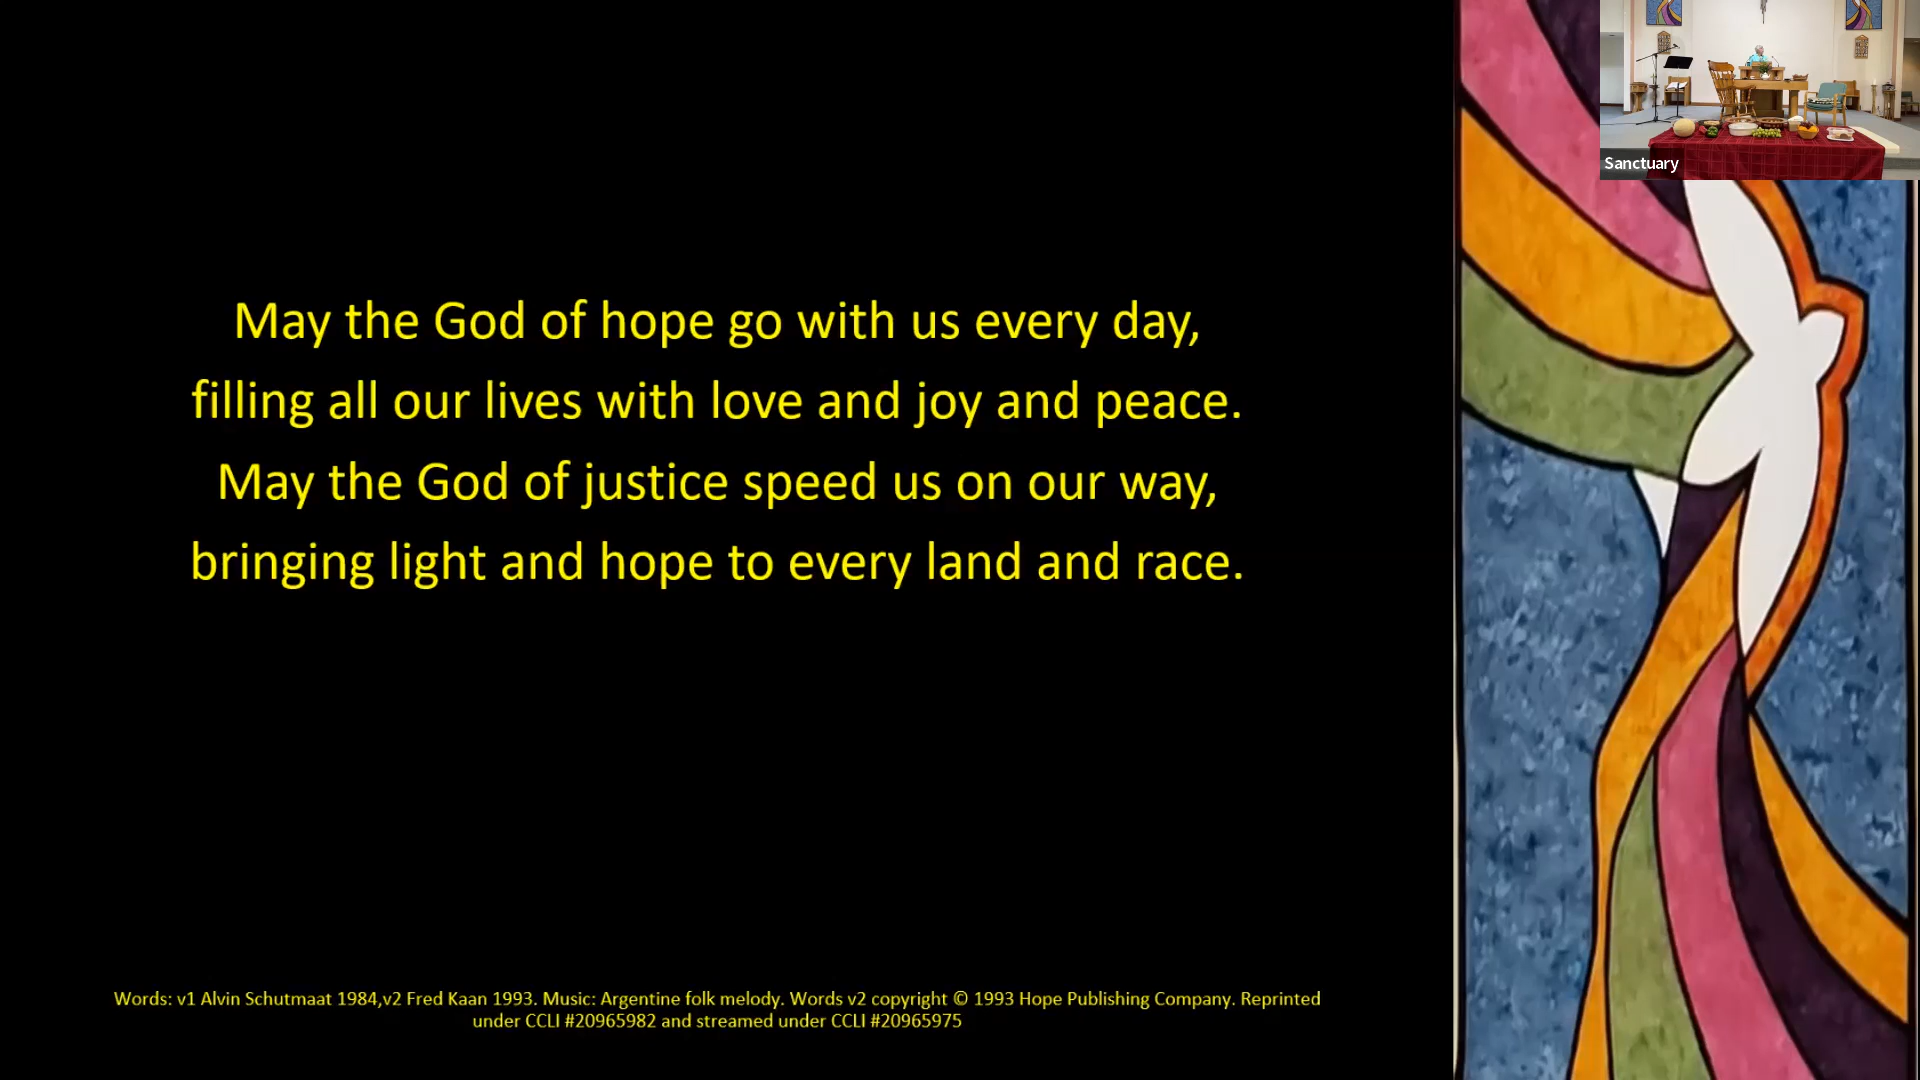 May the God of hope go with us every day,
filling all our lives with love and joy and peace.
May the God of justice speed us on our way,
bringing light and hope to every land and race.
Words: v1 Alvin Schutmaat 1984,v2 Fred Kaan 1993. Music: Argentine folk melody. Words v2 copyright © 1993 Hope Publishing Company. Reprinted
under CCLI #20965982 and streamed under CCLI #20965975
Sanctuary